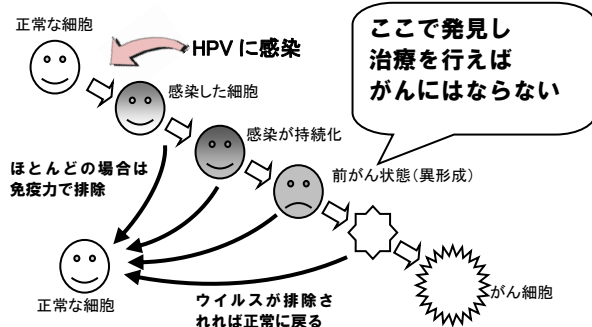 正常な細胞
HPVに感染
ここで発見し
治療を行えば
がんにはならない
感染した細胞
感染が持続化
ほとんどの場合は
免疫力で排除
前がん状態（異形成）
がん細胞
正常な細胞
ウイルスが排除さ
れれば正常に戻る